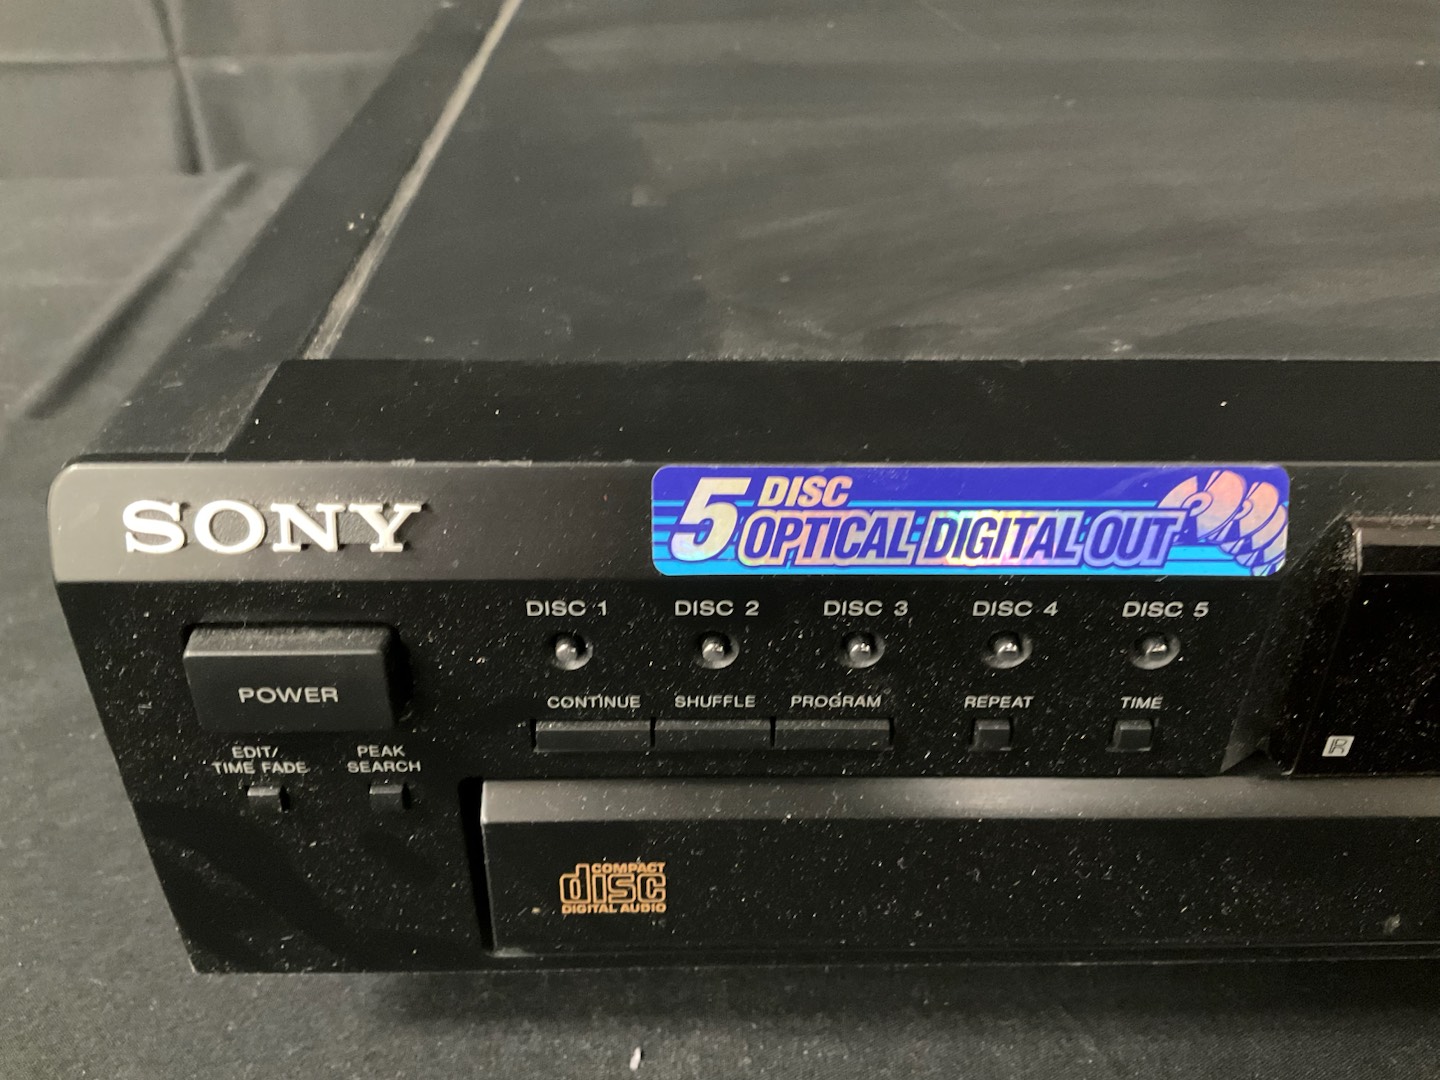 SONY
5 DISC
OPTICAL DIGITAL OUT
DISC 1 DISC 2 DISC 3 DISC 4 DISC 5
POWER
CONTINUE SHUFFLE PROGRAM REPEAT TIME
EDIT/
TIME FADE
PEAK
SEARCH
R
COMPACT
disc
DIGITAL AUDIO